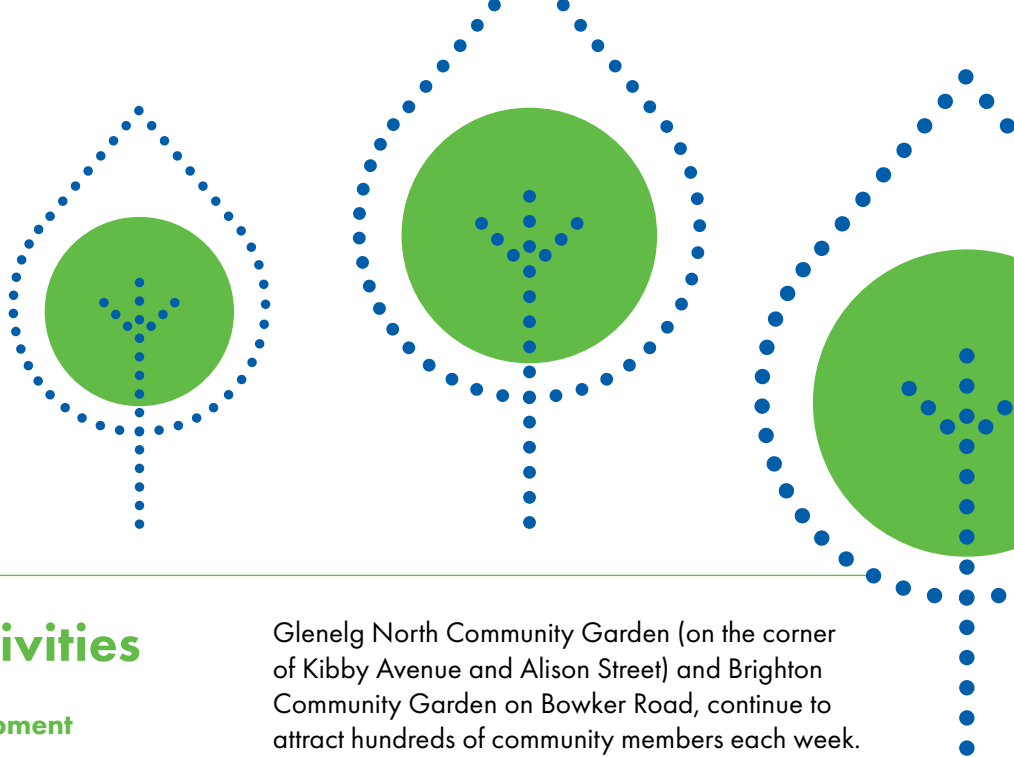 ivities
pment
Glenelg North Community Garden (on the corner
of Kibby Avenue and Alison Street) and Brighton
Community Garden on Bowker Road, continue to
attract hundreds of community members each week.